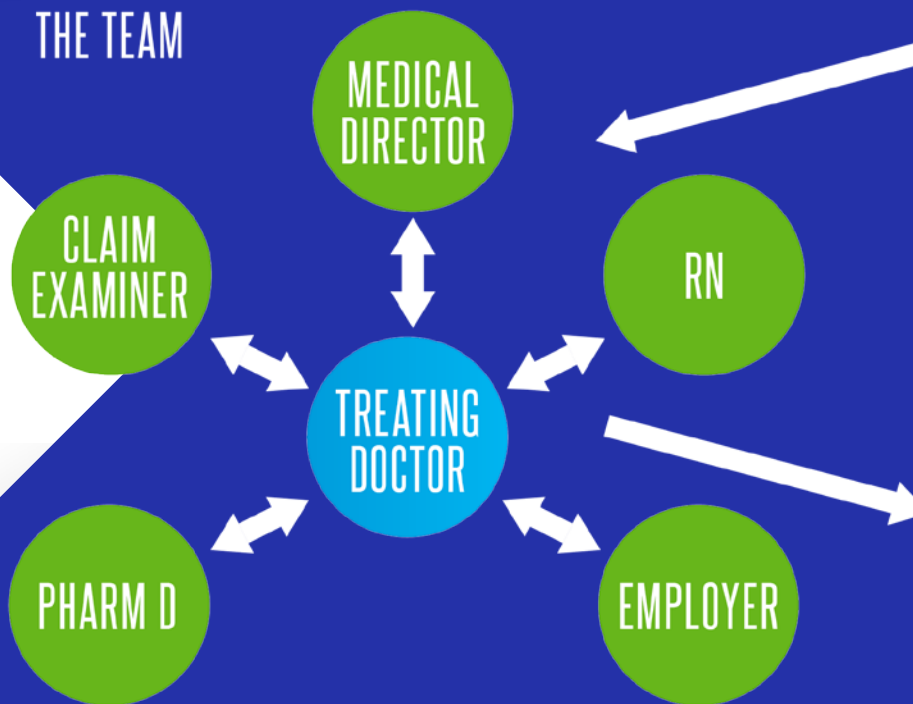 THE TEAM
MEDICAL
DIRECTOR
CLAIM
EXAMINER
RN
TREATING
DOCTOR
PHARM D
EMPLOYER